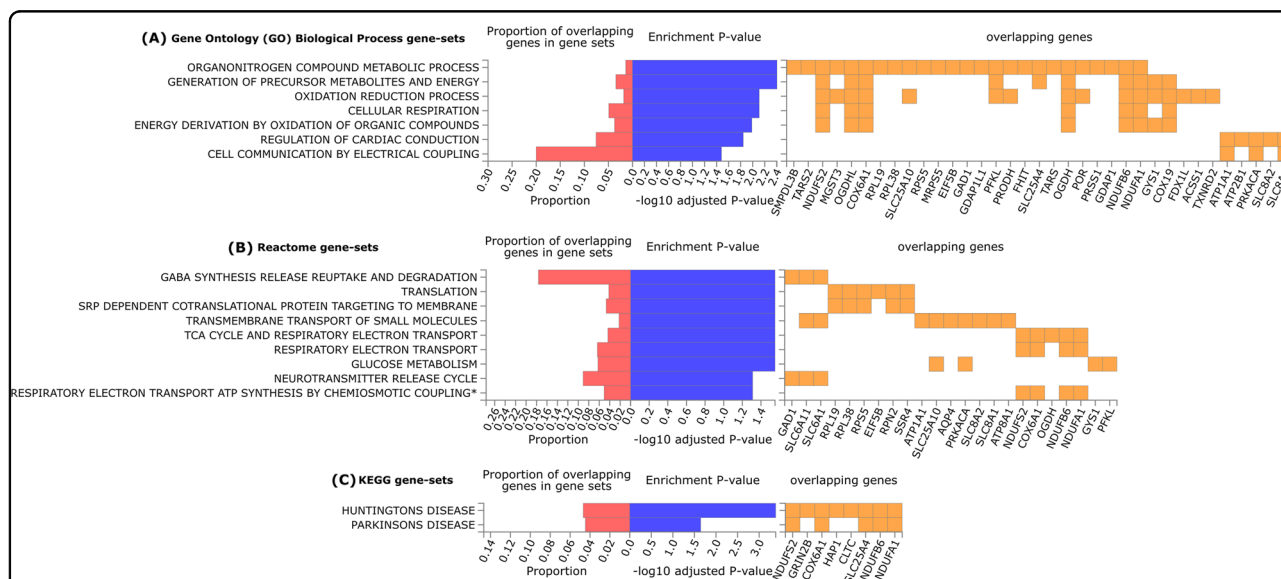 (A) Gene Ontology (GO) Biological Process gene-sets
Proportion of overlapping
genes in gene sets
Enrichment P-value
overlapping genes
ORGANONITROGEN COMPOUND METABOLIC PROCESS
GENERATION OF PRECURSOR METABOLITES AND ENERGY
OXIDATION REDUCTION PROCESS
CELLULAR RESPIRATION
ENERGY DERIVATION BY OXIDATION OF ORGANIC COMPOUNDS
REGULATION OF CARDIAC CONDUCTION
CELL COMMUNICATION BY ELECTRICAL COUPLING
0.30 0.25 0.20 0.15 0.10 0.05 0.0 0.2 0.4 0.6 0.8 1.0 1.2 1.4 1.6 1.8 2.0 2.2 2.4
Proportion
-log10 adjusted P-value
SMPDL3B TARS2 NDUFS2 MGST3 OGDHL COX6A1 RPL19 RPL38 SLC25A10 RPS5 MRPS5 EIF5B GAD1 GDAP1L1 PFKL PRODH FHIT SLC25A4 TARS OGDH POR PRSS1 GDAP1 NDUFB6 NDUFA1 GYS1 COX19 FDX1L ACSS1 TXNRD2 ATP1A1 ATP2B1 PRKACA SLC8A2
(B) Reactome gene-sets
Proportion of overlapping
genes in gene sets
Enrichment P-value
overlapping genes
GABA SYNTHESIS RELEASE REUPTAKE AND DEGRADATION
TRANSLATION
SRP DEPENDENT COTRANSLATIONAL PROTEIN TARGETING TO MEMBRANE
TRANSMEMBRANE TRANSPORT OF SMALL MOLECULES
TCA CYCLE AND RESPIRATORY ELECTRON TRANSPORT
RESPIRATORY ELECTRON TRANSPORT
GLUCOSE METABOLISM
NEUROTRANSMITTER RELEASE CYCLE
RESPIRATORY ELECTRON TRANSPORT ATP SYNTHESIS BY CHEMIOSMOTIC COUPLING*
0.26 0.24 0.22 0.20 0.18 0.16 0.14 0.12 0.10 0.08 0.06 0.04 0.02 0.0 0.2 0.4 0.6 0.8 1.0 1.2 1.4
Proportion
-log10 adjusted P-value
GAD1 SLC6A11 SLC6A1 RPL19 RPL38 RPS5 EIF5B RPN2 SSR4 ATP1A1 SLC25A10 AQP4 PRKACA SLC8A2 SLC8A1 ATP8A1 NDUFS2 COX6A1 OGDH NDUFB6 NDUFA1 GYS1 PFKL
(C) KEGG gene-sets
Proportion of overlapping
genes in gene sets
Enrichment P-value
overlapping genes
HUNTINGTONS DISEASE
PARKINSONS DISEASE
0.14 0.12 0.10 0.08 0.06 0.04 0.02 0.0 0.5 1.0 1.5 2.0 2.5 3.0
Proportion
-log10 adjusted P-value
NDUFS2 GRIN2B COX6A1 HAP1 CLTC SLC25A4 NDUFB6 NDUFA1